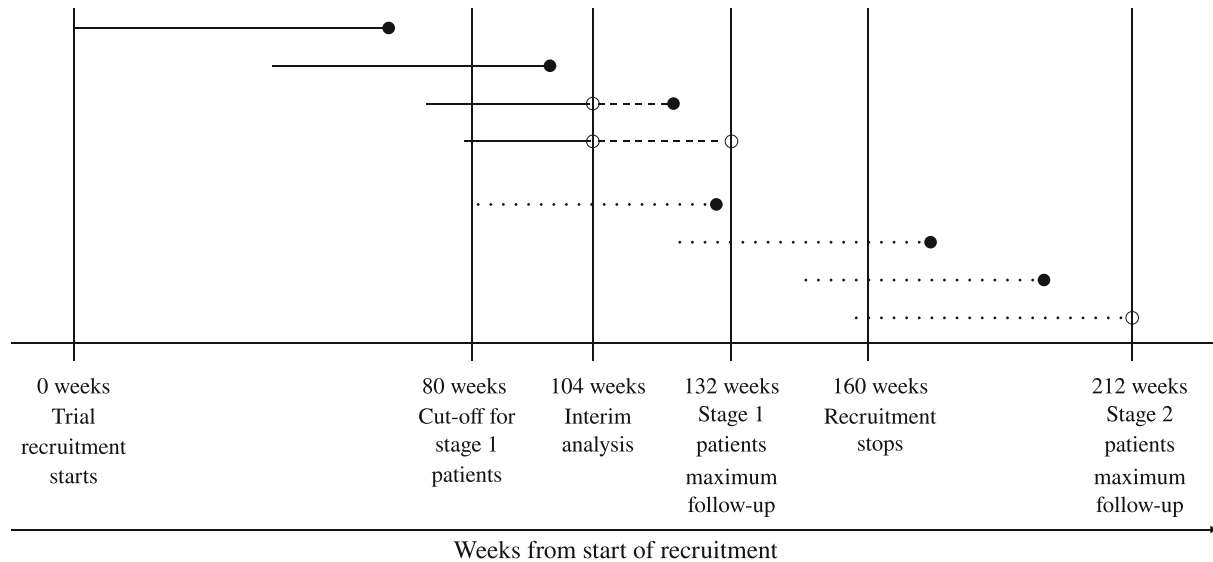 0 weeks
Trial
recruitment
starts
80 weeks
Cut-off for
stage 1
patients
104 weeks
Interim
analysis
132 weeks
Stage 1
patients
maximum
follow-up
160 weeks
Recruitment
stops
212 weeks
Stage 2
patients
maximum
follow-up
Weeks from start of recruitment